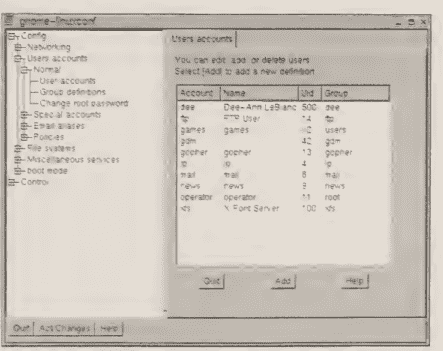 gnome-linuxconf
Config
Networking
Users accounts
Normal
User accounts
Group definitions
Change root password
Special accounts
Email aliases
Policies
File systems
Miscellaneous services
boot mode
Control
Users accounts
You can edit, add, or delete users
Select [Add] to add a new definition
Account Name Uid Group
dee Dee-Ann LeBlanc 500 dee
ftp FTP User 14 ftp
games games 12 users
gdm 42 gdm
gopher gopher 13 gopher
lp lp 4 lp
mail mail 8 mail
news news 9 news
operator operator 11 root
xfs X Font Server 100 xfs
Quit Add Help
Quit Act/Changes Help